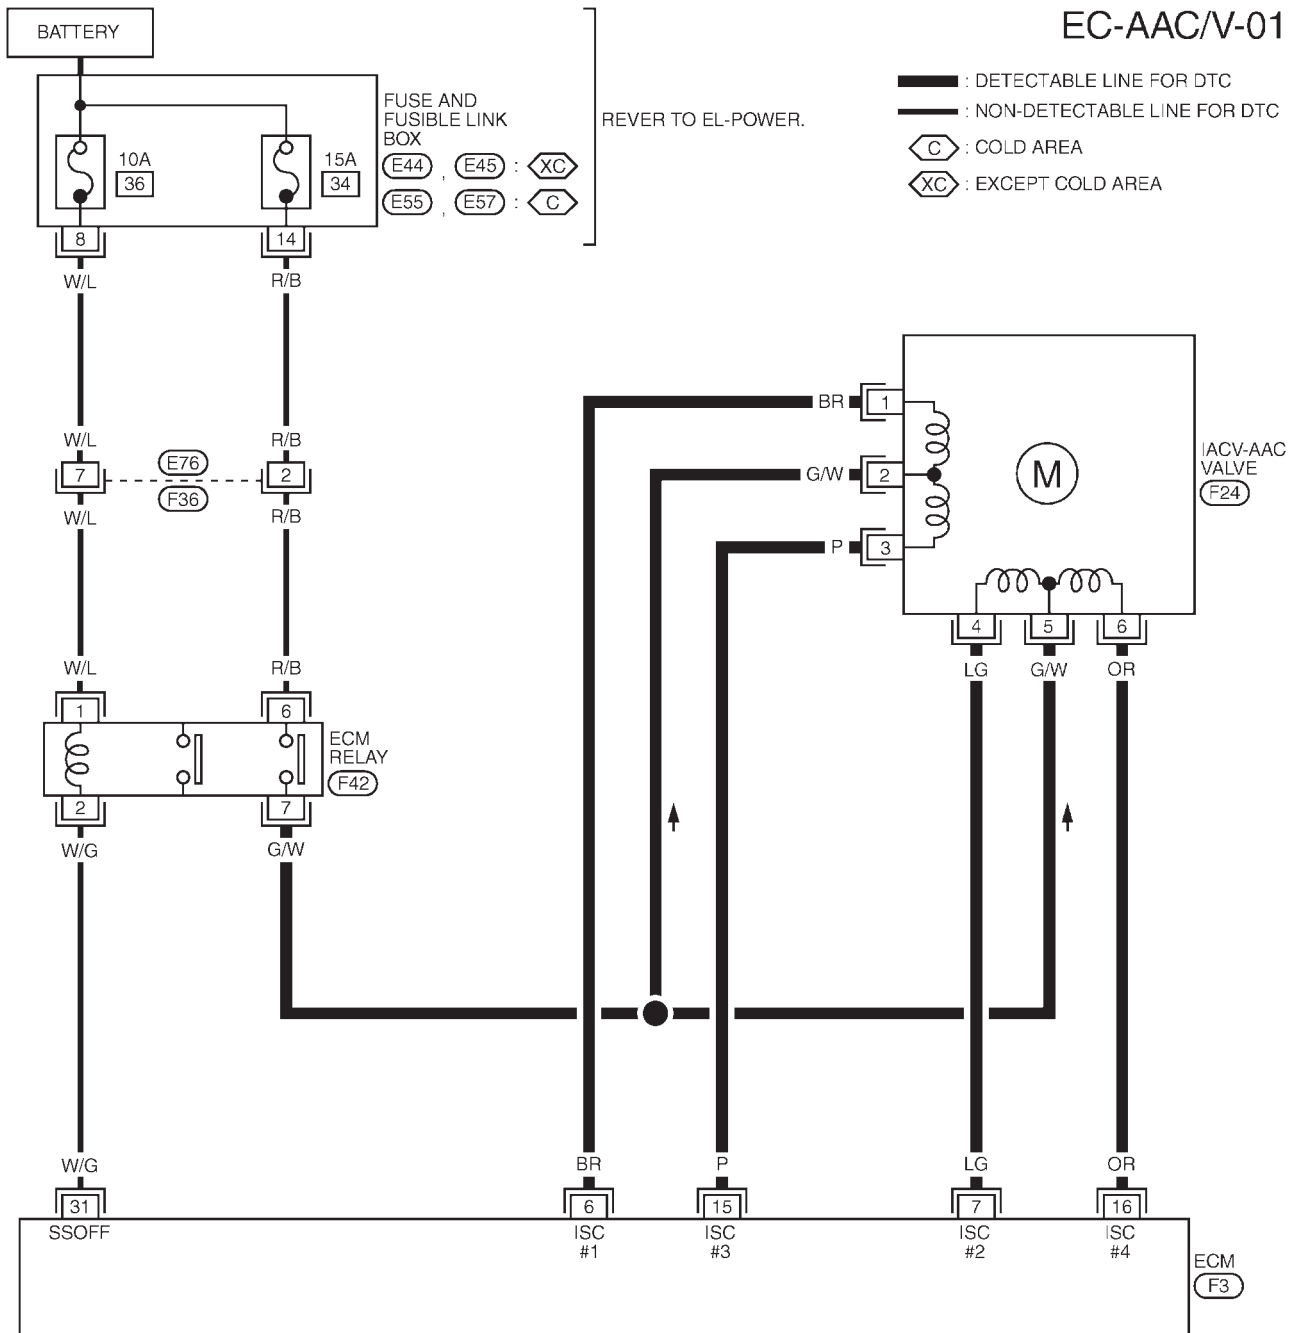 EC-AAC/V-01
BATTERY
: DETECTABLE LINE FOR DTC
: NON-DETECTABLE LINE FOR DTC
C : COLD AREA
XC : EXCEPT COLD AREA
FUSE AND
FUSIBLE LINK
BOX
E44 , E45 : XC
E55 , E57 : C
REVER TO EL-POWER.
10A
36
15A
34
8
14
W/L
R/B
W/L
R/B
7
E76
F36
2
W/L
R/B
W/L
R/B
1
6
ECM
RELAY
F42
2
7
W/G
G/W
BR
1
G/W
2
P
3
M
IACV-AAC
VALVE
F24
4
5
6
LG
G/W
OR
W/G
BR
P
LG
OR
31
6
15
7
16
SSOFF
ISC
#1
ISC
#3
ISC
#2
ISC
#4
ECM
F3